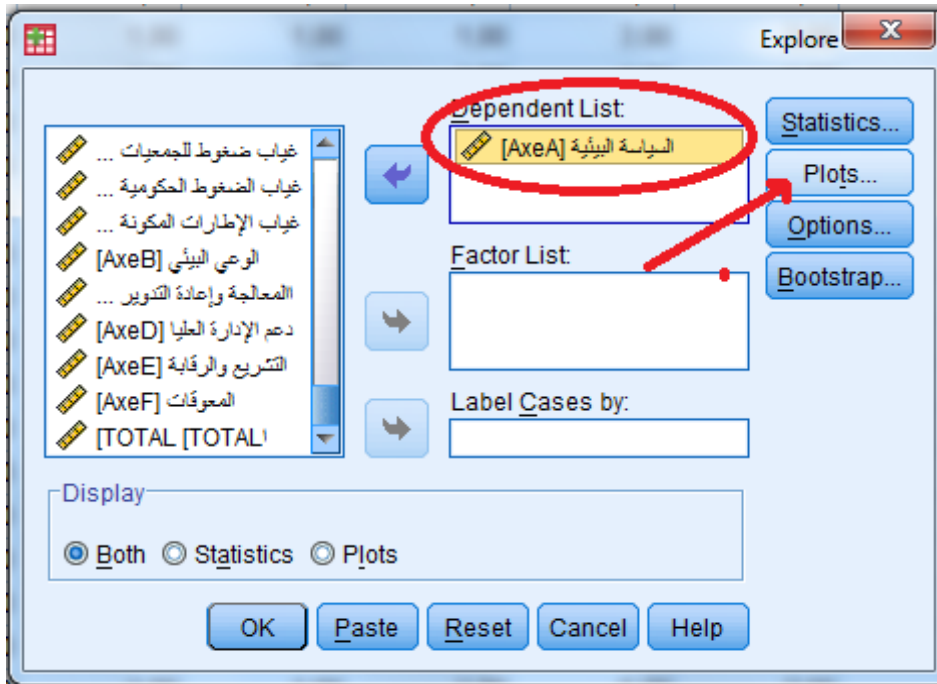 Explore
Dependent List:
السياسة البيئية [AxeA]
غياب ضغوط للجمعيات ...
غياب الضغوط الحكومية ...
غياب الإطارات المكونة ...
الوعي البيئي [AxeB]
االمعالجة وإعادة التدوير ...
دعم الإدارة العليا [AxeD]
التشريع والرقابة [AxeE]
المعوقات [AxeF]
[TOTAL [TOTAL
Factor List:
Label Cases by:
Statistics...
Plots...
Options...
Bootstrap...
Display
Both
Statistics
Plots
OK
Paste
Reset
Cancel
Help